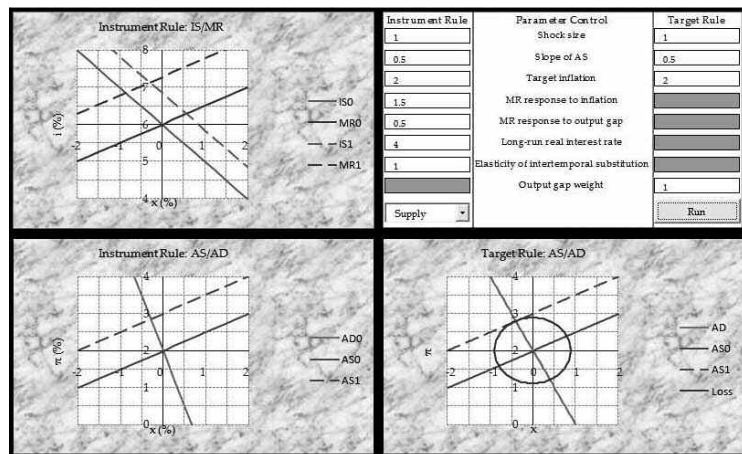 Instrument Rule: IS/MR
8
7
6
5
4
-2
-1
0
1
2
i (%)
x (%)
IS0
MR0
IS1
MR1
Instrument Rule
Parameter Control
Target Rule
1
Shock size
1
0.5
Slope of AS
0.5
2
Target inflation
2
1.5
MR response to inflation
0.5
MR response to output gap
4
Long-run real interest rate
1
Elasticity of intertemporal substitution
Output gap weight
1
Supply
Run
Instrument Rule: AS/AD
4
3
2
1
0
-2
-1
0
1
2
π (%)
x (%)
AD0
AS0
AS1
Target Rule: AS/AD
4
3
2
1
0
-2
-1
0
1
2
π
x
AD
AS0
AS1
Loss